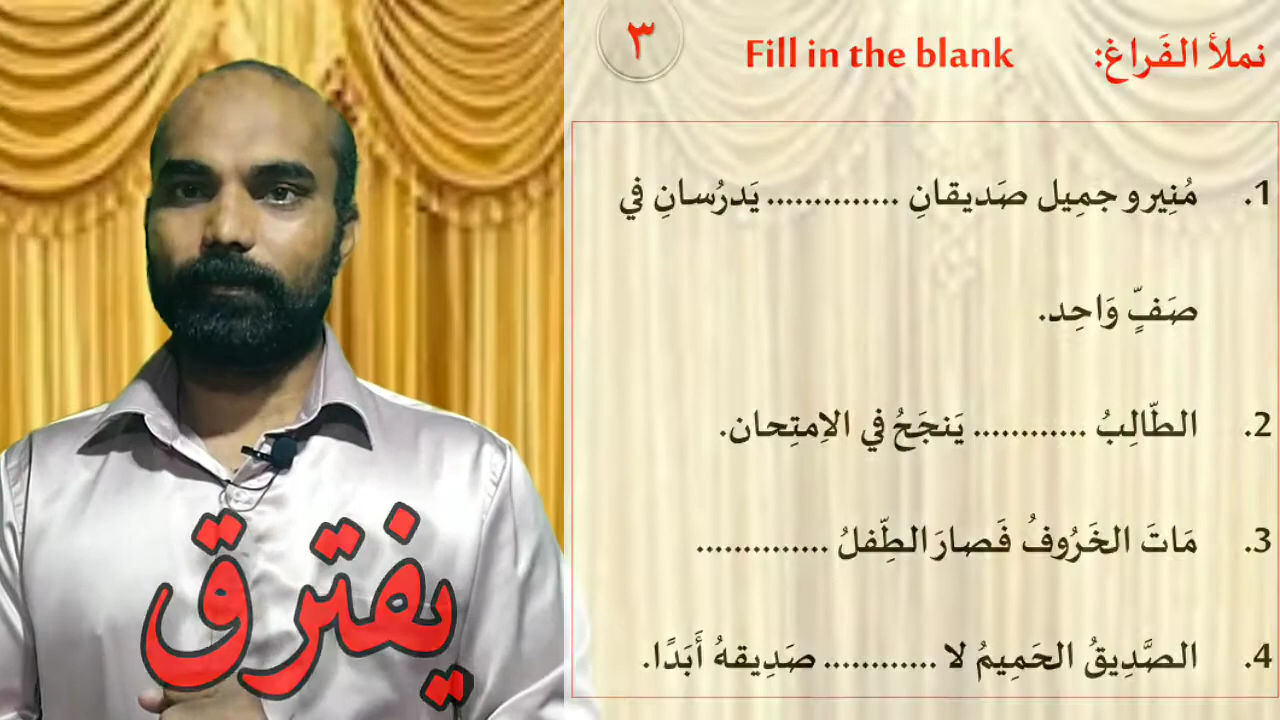 ٣
Fill in the blank
نملأ الفَراغ:
1. مُنِير و جمِيل صَديقانِ .............. يَدرُسانِ في
صَفٍّ وَاحِد.
2. الطّالِبُ ............ يَنجَحُ في الاِمتِحان.
3. مَاتَ الخَرُوفُ فَصارَ الطِّفلُ ..............
4. الصَّدِيقُ الحَمِيمُ لا ............ صَدِيقهُ أَبَدًا.
يفترق